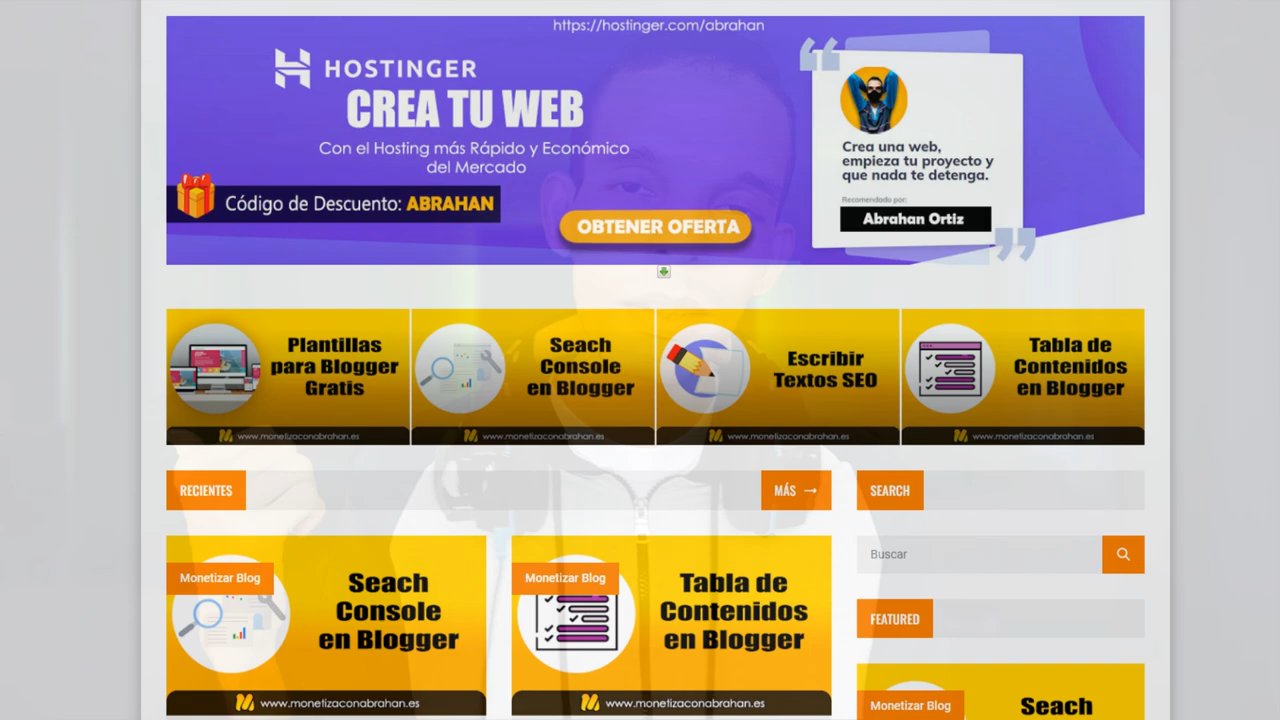 https://hostinger.com/abrahan
HOSTINGER
CREA TU WEB
Con el Hosting más Rápido y Económico
del Mercado
Código de Descuento: ABRAHAN
OBTENER OFERTA
Crea una web,
empieza tu proyecto y
que nada te detenga.
Recomendado por:
Abrahan Ortiz
Plantillas
para Blogger
Gratis
www.monetizaconabrahan.es
Seach
Console
en Blogger
www.monetizaconabrahan.es
Escribir
Textos SEO
www.monetizaconabrahan.es
Tabla de
Contenidos
en Blogger
www.monetizaconabrahan.es
RECIENTES
MÁS →
SEARCH
Monetizar Blog
Seach
Console
en Blogger
www.monetizaconabrahan.es
Monetizar Blog
Tabla de
Contenidos
en Blogger
www.monetizaconabrahan.es
Buscar
FEATURED
Monetizar Blog
Seach